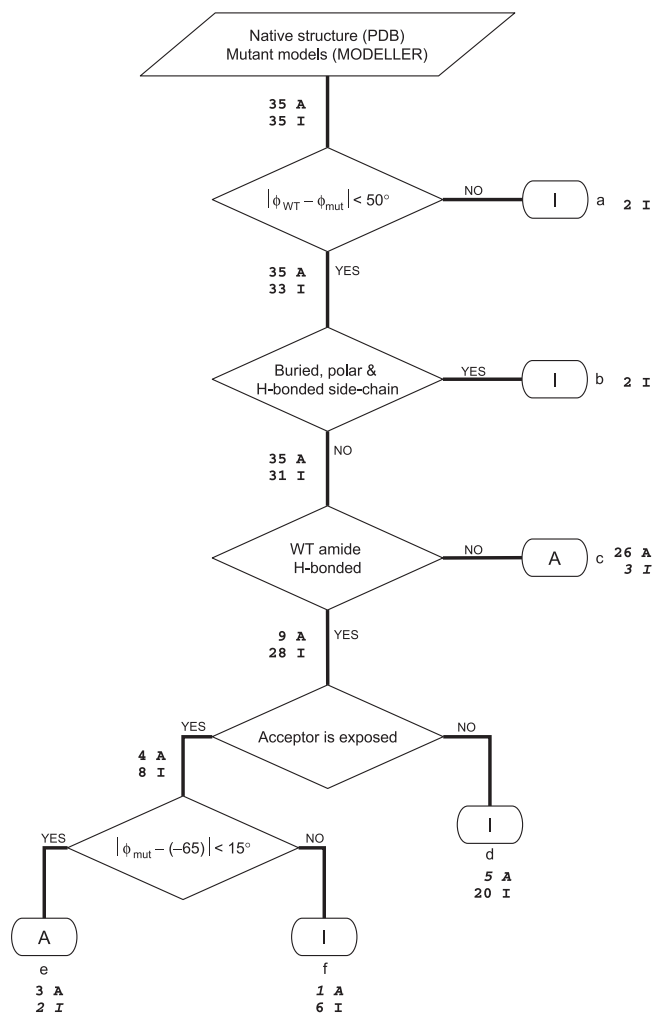 Native structure (PDB)
Mutant models (MODELLER)
35 A
35 I
|ϕWT − ϕmut| < 50°
NO
I
a
2 I
35 A
33 I
YES
Buried, polar &
H-bonded side-chain
YES
I
b
2 I
35 A
31 I
NO
WT amide
H-bonded
NO
A
c
26 A
3 I
9 A
28 I
YES
Acceptor is exposed
YES
NO
4 A
8 I
I
d
5 A
20 I
|ϕmut − (−65)| < 15°
YES
NO
A
e
3 A
2 I
I
f
1 A
6 I